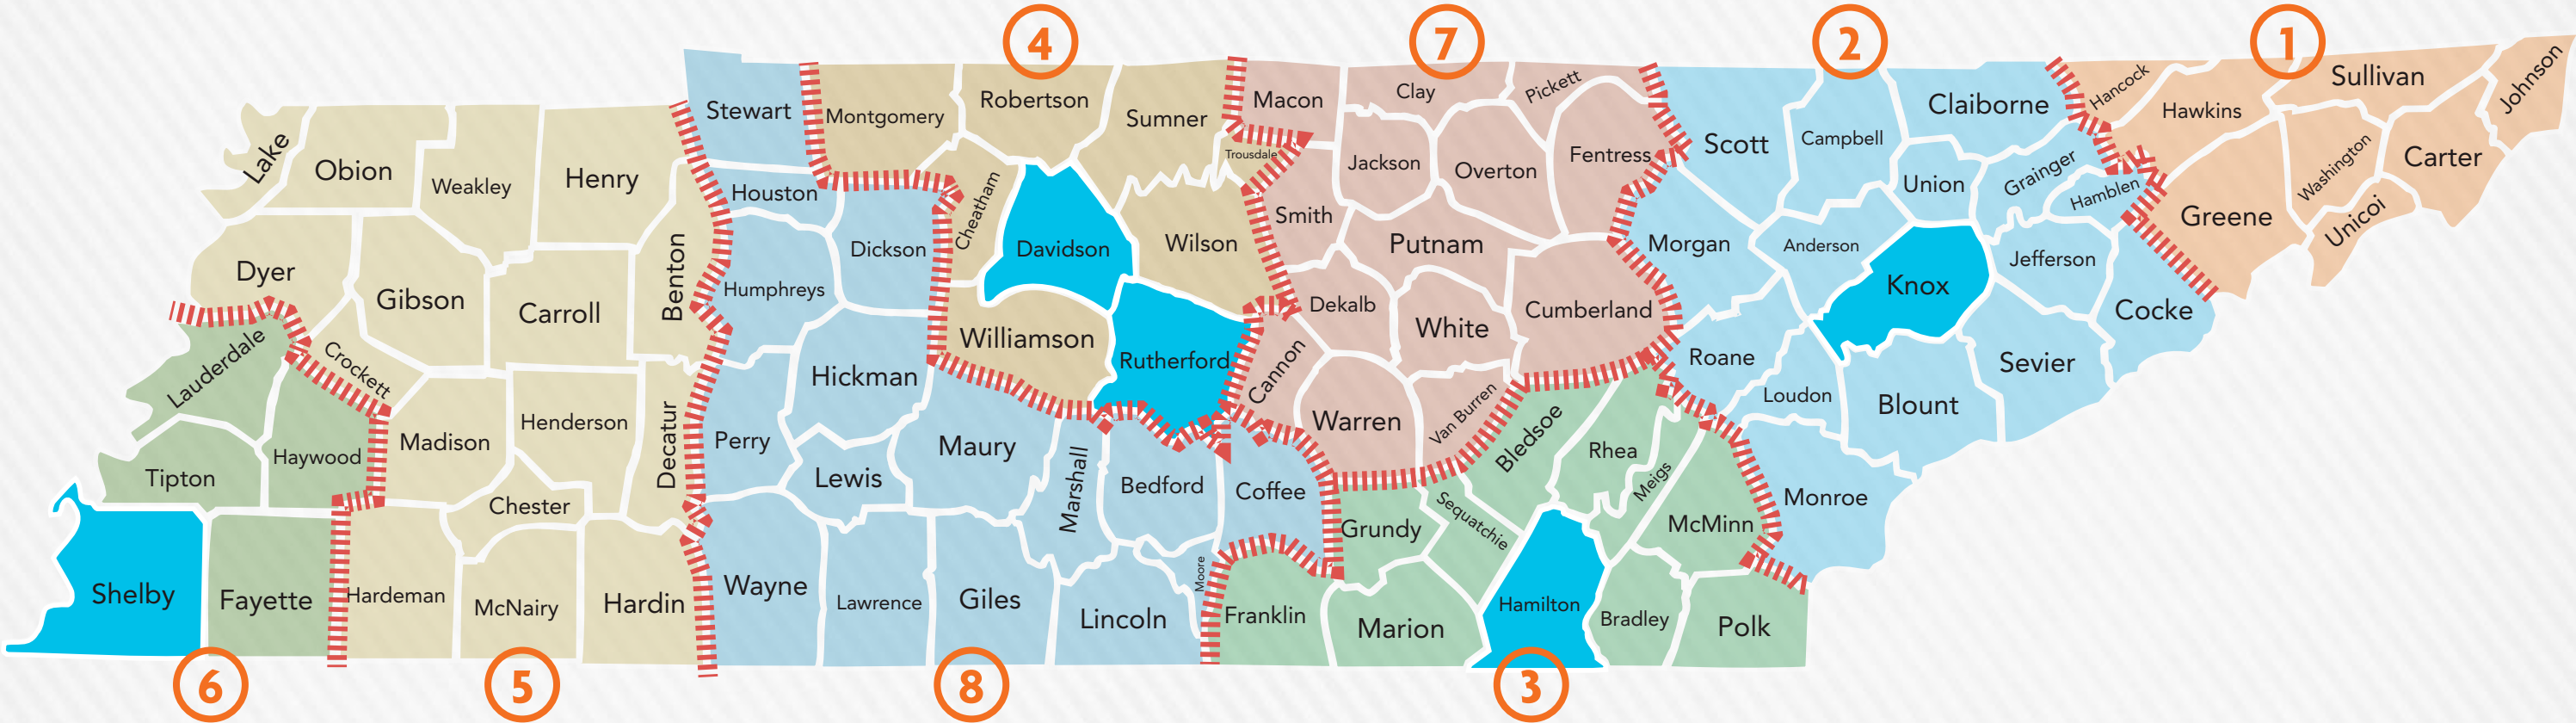 4
7
2
1
Lake
Obion
Weakley
Henry
Stewart
Montgomery
Robertson
Sumner
Trousdale
Macon
Clay
Pickett
Jackson
Overton
Fentress
Scott
Campbell
Claiborne
Hancock
Hawkins
Sullivan
Johnson
Houston
Dickson
Cheatham
Davidson
Wilson
Smith
Putnam
Morgan
Anderson
Union
Grainger
Hamblen
Greene
Washington
Carter
Unicoi
Dyer
Gibson
Carroll
Benton
Humphreys
Williamson
Rutherford
Dekalb
White
Cumberland
Knox
Jefferson
Cocke
Lauderdale
Crockett
Hickman
Cannon
Warren
Van Buren
Bledsoe
Roane
Loudon
Blount
Sevier
Tipton
Haywood
Madison
Henderson
Decatur
Perry
Lewis
Maury
Marshall
Bedford
Coffee
Grundy
Sequatchie
Rhea
Meigs
McMinn
Monroe
Chester
Shelby
Fayette
Hardeman
McNairy
Hardin
Wayne
Lawrence
Giles
Lincoln
Moore
Franklin
Marion
Hamilton
Bradley
Polk
6
5
8
3